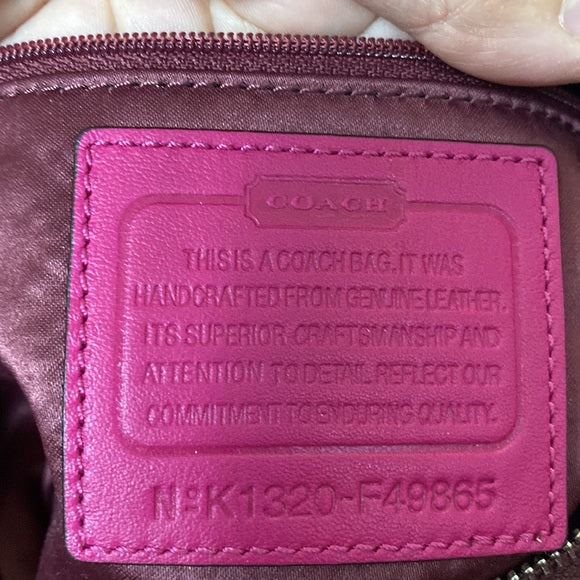 COACH
THIS IS A COACH BAG. IT WAS
HANDCRAFTED FROM GENUINE LEATHER.
ITS SUPERIOR CRAFTSMANSHIP AND
ATTENTION TO DETAIL REFLECT OUR
COMMITMENT TO ENDURING QUALITY.
Nº K1320-F49865